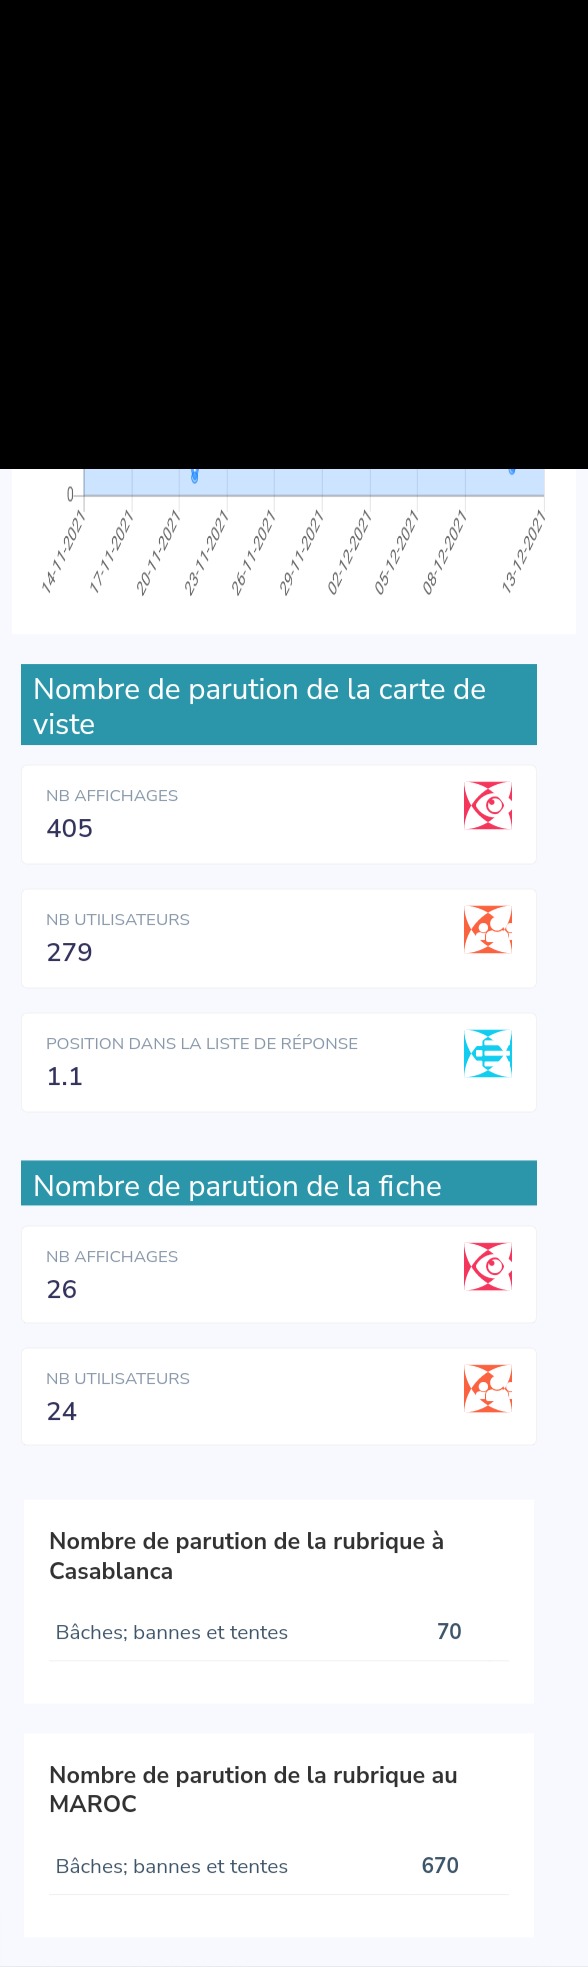 0
14-11-2021
17-11-2021
20-11-2021
23-11-2021
26-11-2021
29-11-2021
02-12-2021
05-12-2021
08-12-2021
13-12-2021
Nombre de parution de la carte de
viste
NB AFFICHAGES
405
NB UTILISATEURS
279
POSITION DANS LA LISTE DE RÉPONSE
1.1
Nombre de parution de la fiche
NB AFFICHAGES
26
NB UTILISATEURS
24
Nombre de parution de la rubrique à
Casablanca
Bâches; bannes et tentes 70
Nombre de parution de la rubrique au
MAROC
Bâches; bannes et tentes 670